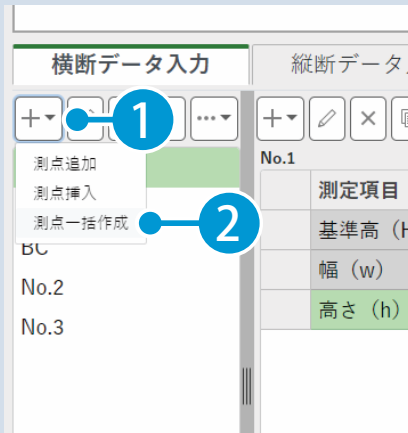 横断データ入力
縦断データ
1
測点追加
測点挿入
測点一括作成
2
BC
No.2
No.3
No.1
測定項目
基準高（H
幅（w）
高さ（h）